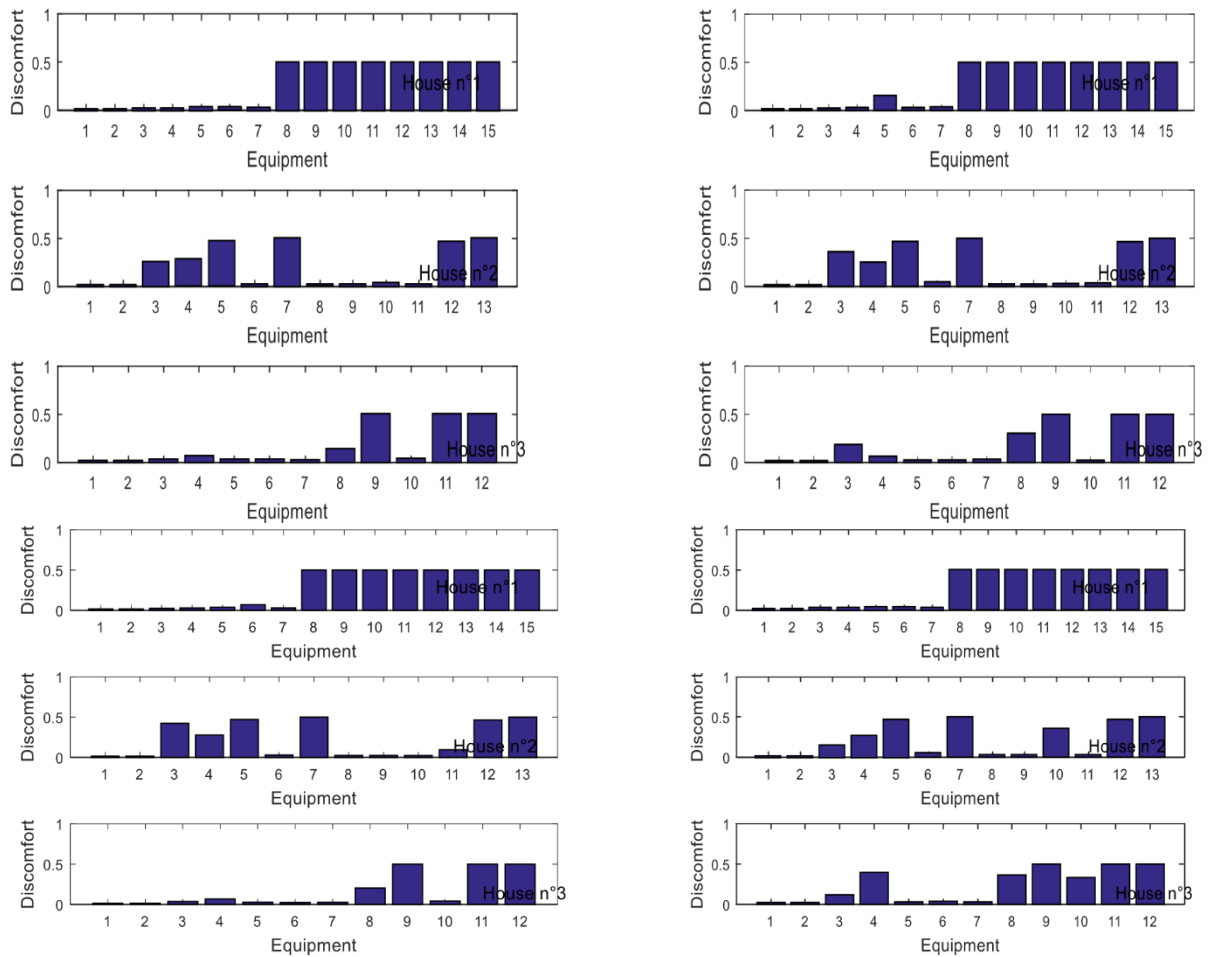 1
0.5
0
Discomfort
House n°1
1 2 3 4 5 6 7 8 9 10 11 12 13 14 15
Equipment
1
0.5
0
Discomfort
House n°1
1 2 3 4 5 6 7 8 9 10 11 12 13 14 15
Equipment
1
0.5
0
Discomfort
House n°2
1 2 3 4 5 6 7 8 9 10 11 12 13
Equipment
1
0.5
0
Discomfort
House n°2
1 2 3 4 5 6 7 8 9 10 11 12 13
Equipment
1
0.5
0
Discomfort
House n°3
1 2 3 4 5 6 7 8 9 10 11 12
Equipment
1
0.5
0
Discomfort
House n°3
1 2 3 4 5 6 7 8 9 10 11 12
Equipment
1
0.5
0
Discomfort
House n°1
1 2 3 4 5 6 7 8 9 10 11 12 13 14 15
Equipment
1
0.5
0
Discomfort
House n°1
1 2 3 4 5 6 7 8 9 10 11 12 13 14 15
Equipment
1
0.5
0
Discomfort
House n°2
1 2 3 4 5 6 7 8 9 10 11 12 13
Equipment
1
0.5
0
Discomfort
House n°2
1 2 3 4 5 6 7 8 9 10 11 12 13
Equipment
1
0.5
0
Discomfort
House n°3
1 2 3 4 5 6 7 8 9 10 11 12
Equipment
1
0.5
0
Discomfort
House n°3
1 2 3 4 5 6 7 8 9 10 11 12
Equipment